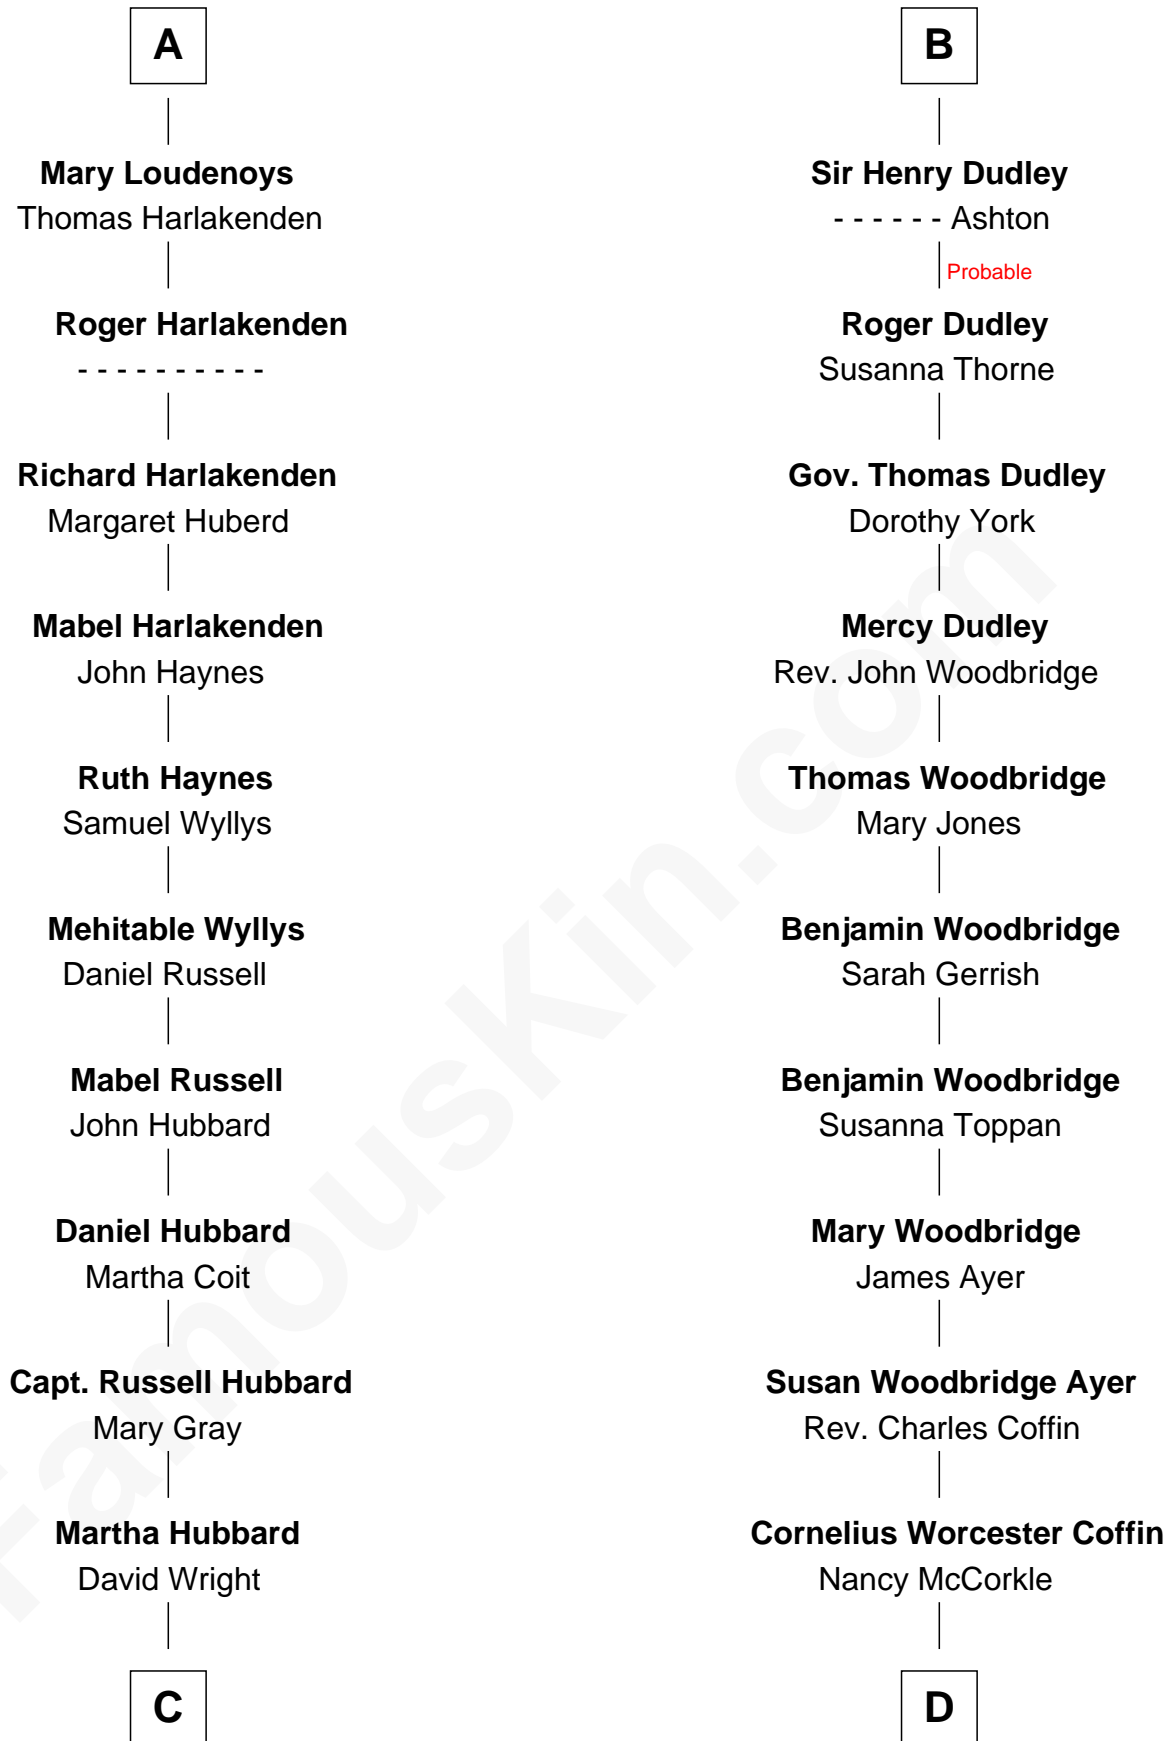 A
Mary Loudenoys
Thomas Harlakenden
Roger Harlakenden
- - - - - - - - - -
Richard Harlakenden
Margaret Huberd
Mabel Harlakenden
John Haynes
Ruth Haynes
Samuel Wyllys
Mehitable Wyllys
Daniel Russell
Mabel Russell
John Hubbard
Daniel Hubbard
Martha Coit
Capt. Russell Hubbard
Mary Gray
Martha Hubbard
David Wright
C
B
Sir Henry Dudley
- - - - - - Ashton
Probable
Roger Dudley
Susanna Thorne
Gov. Thomas Dudley
Dorothy York
Mercy Dudley
Rev. John Woodbridge
Thomas Woodbridge
Mary Jones
Benjamin Woodbridge
Sarah Gerrish
Benjamin Woodbridge
Susanna Toppan
Mary Woodbridge
James Ayer
Susan Woodbridge Ayer
Rev. Charles Coffin
Cornelius Worcester Coffin
Nancy McCorkle
D
FamousKin.com